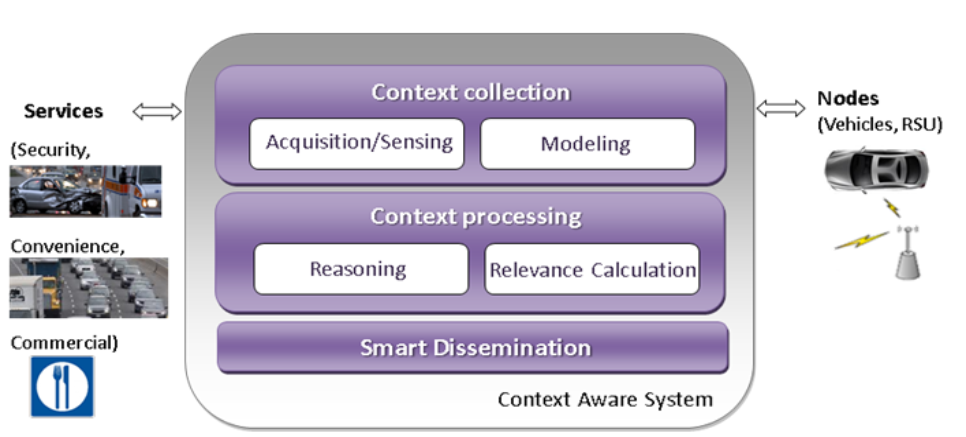 Services
(Security,
Convenience,
Commercial)
Context collection
Acquisition/Sensing
Modeling
Context processing
Reasoning
Relevance Calculation
Smart Dissemination
Context Aware System
Nodes
(Vehicles, RSU)